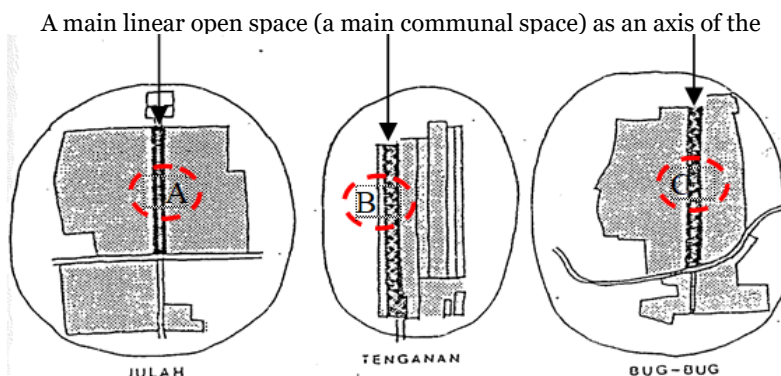 A main linear open space (a main communal space) as an axis of the
A
B
C
JULAH
TENGANAN
BUG-BUG